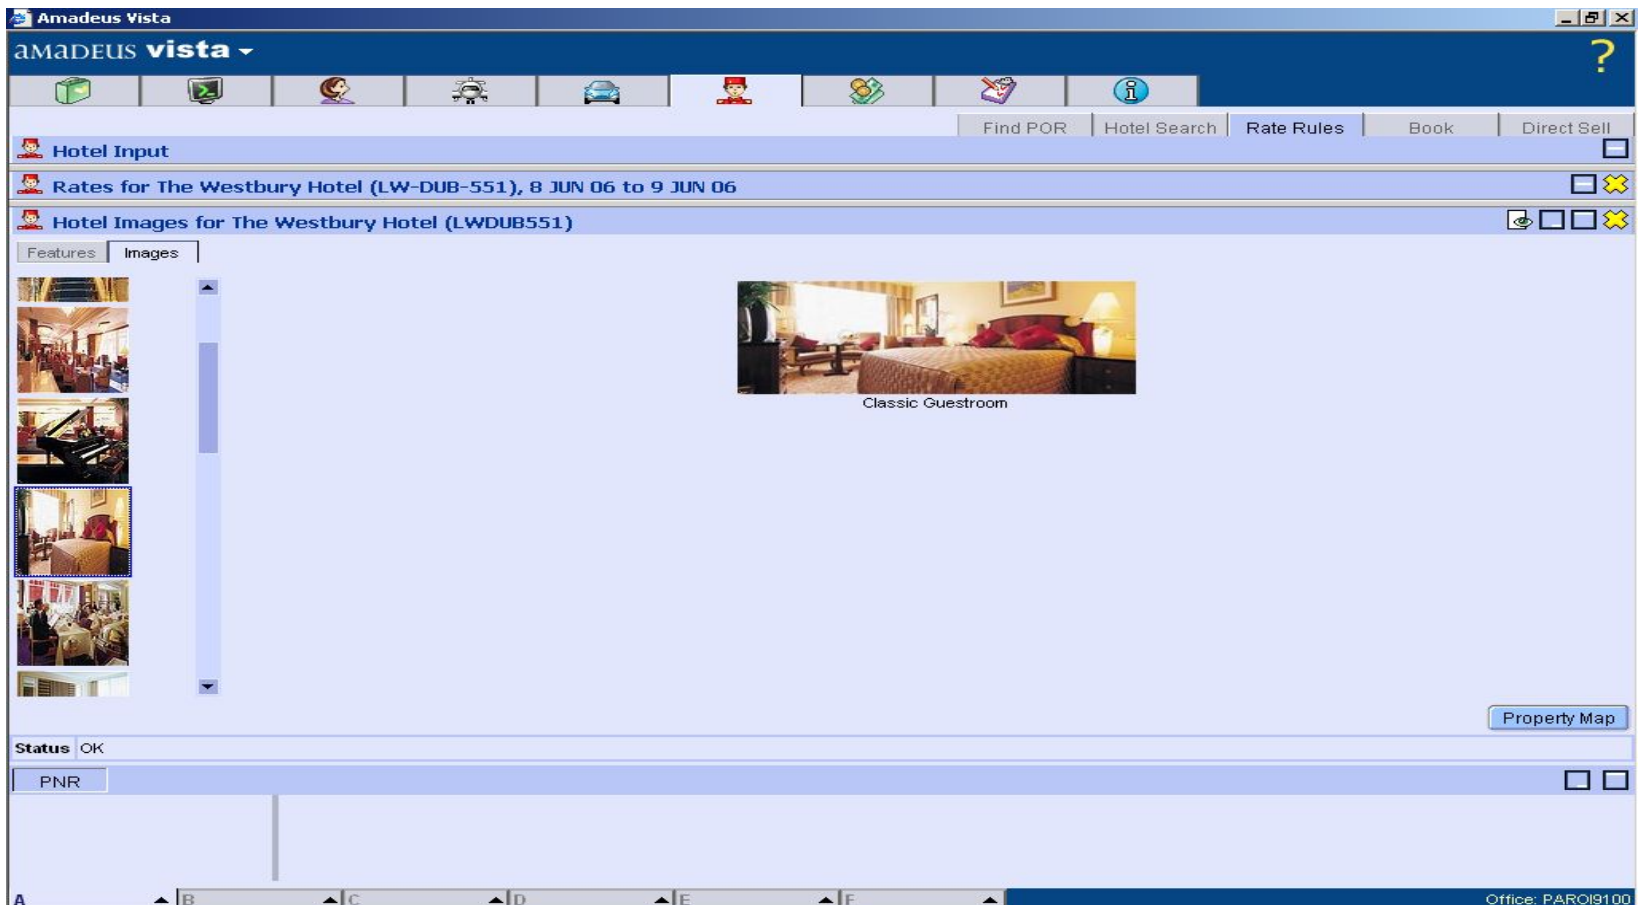 Amadeus Vista
aMaDEUS vista
?
Find POR Hotel Search Rate Rules Book Direct Sell
Hotel Input
Rates for The Westbury Hotel (LW-DUB-551), 8 JUN 06 to 9 JUN 06
Hotel Images for The Westbury Hotel (LWDUB551)
Features Images
Classic Guestroom
Property Map
Status OK
PNR
A B C D E F Office: PAROI9100